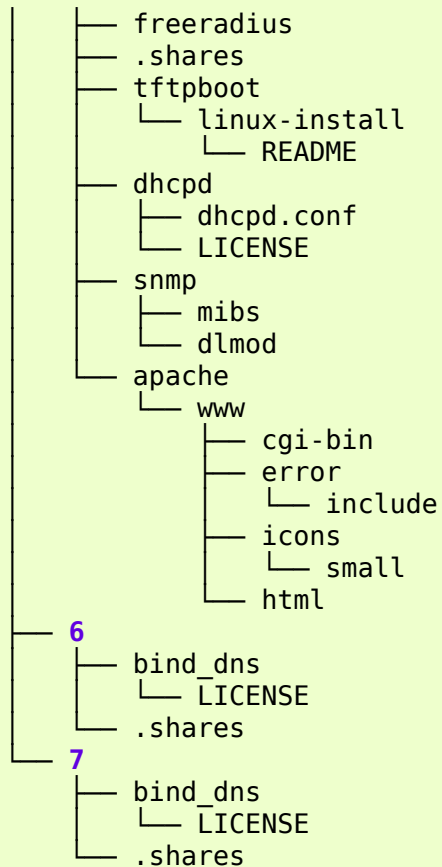 │   ├── freeradius
│   ├── .shares
│   ├── tftpboot
│   │   └── linux-install
│   │       └── README
│   ├── dhcpd
│   │   ├── dhcpd.conf
│   │   └── LICENSE
│   ├── snmp
│   │   ├── mibs
│   │   └── dlmod
│   └── apache
│       └── www
│           ├── cgi-bin
│           ├── error
│           │   └── include
│           ├── icons
│           │   └── small
│           └── html
├── 6
│   ├── bind_dns
│   │   └── LICENSE
│   └── .shares
└── 7
    ├── bind_dns
    │   └── LICENSE
    └── .shares